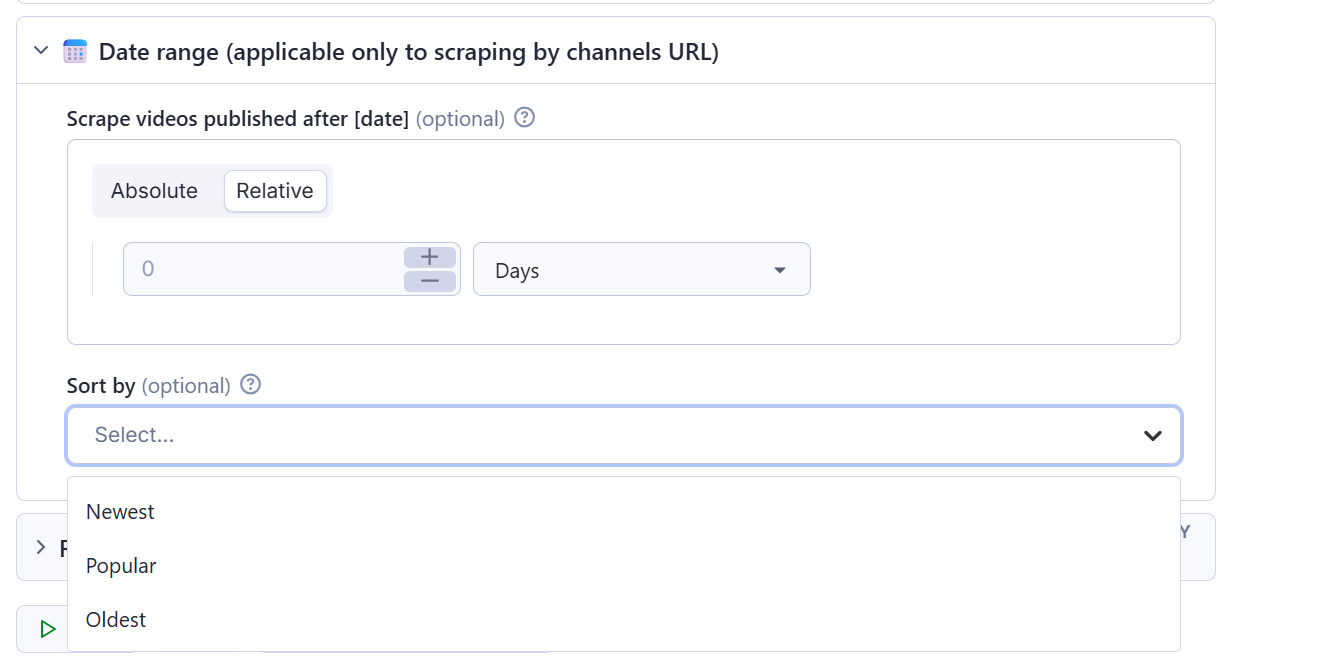 Date range (applicable only to scraping by channels URL)
Scrape videos published after [date] (optional)
Absolute Relative
0 Days
Sort by (optional)
Select...
Newest
Popular
Oldest